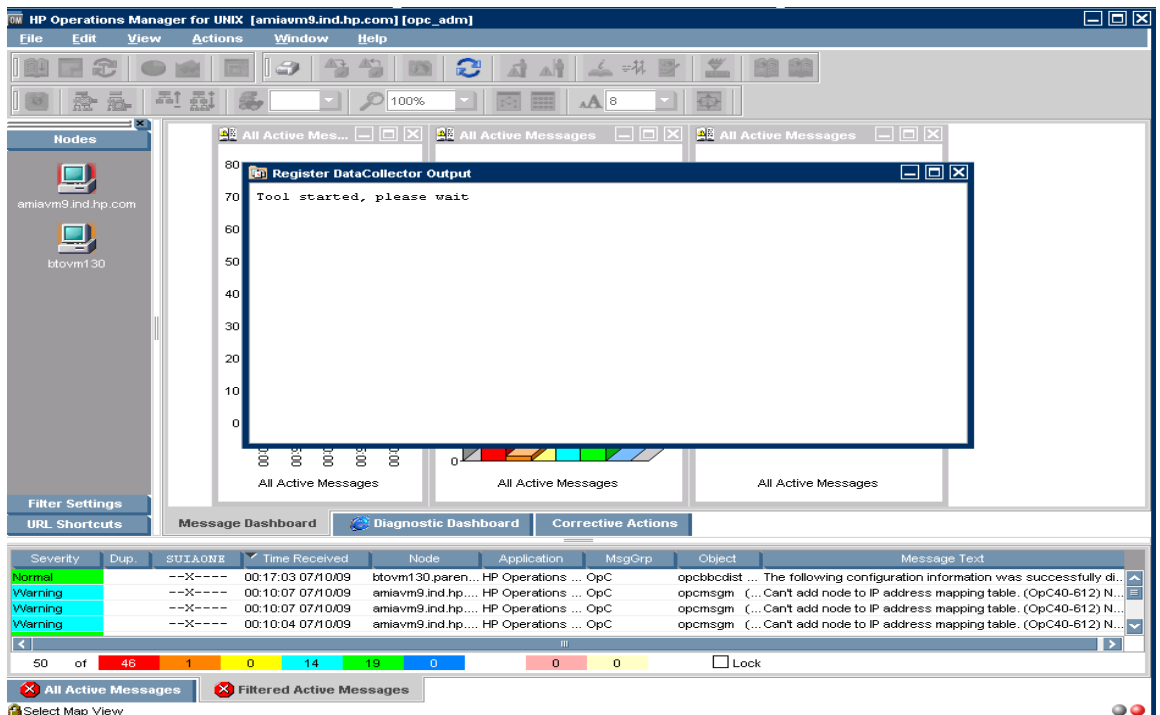 HP Operations Manager for UNIX [amiavm9.ind.hp.com] [opc_adm]
File Edit View Actions Window Help
100% 8
Nodes
amiavm9.ind.hp.com
btovm130
Filter Settings
URL Shortcuts
All Active Mes... All Active Messages All Active Messages
80
70
60
50
40
30
20
10
0
Register DataCollector Output
Tool started, please wait
0
All Active Messages All Active Messages All Active Messages
Message Dashboard Diagnostic Dashboard Corrective Actions
Severity Dup. SUIAONE Time Received Node Application MsgGrp Object Message Text
Normal --X---- 00:17:03 07/10/09 btovm130.paren... HP Operations ... OpC opcbbcdist ... The following configuration information was successfully di...
Warning --X---- 00:10:07 07/10/09 amiavm9.ind.hp.... HP Operations ... OpC opcmsgm (... Can't add node to IP address mapping table. (OpC40-612) N...
Warning --X---- 00:10:07 07/10/09 amiavm9.ind.hp.... HP Operations ... OpC opcmsgm (... Can't add node to IP address mapping table. (OpC40-612) N...
Warning --X---- 00:10:04 07/10/09 amiavm9.ind.hp.... HP Operations ... OpC opcmsgm (... Can't add node to IP address mapping table. (OpC40-612) N...
50 of 46 1 0 14 19 0 0 0 Lock
All Active Messages Filtered Active Messages
Select Map View